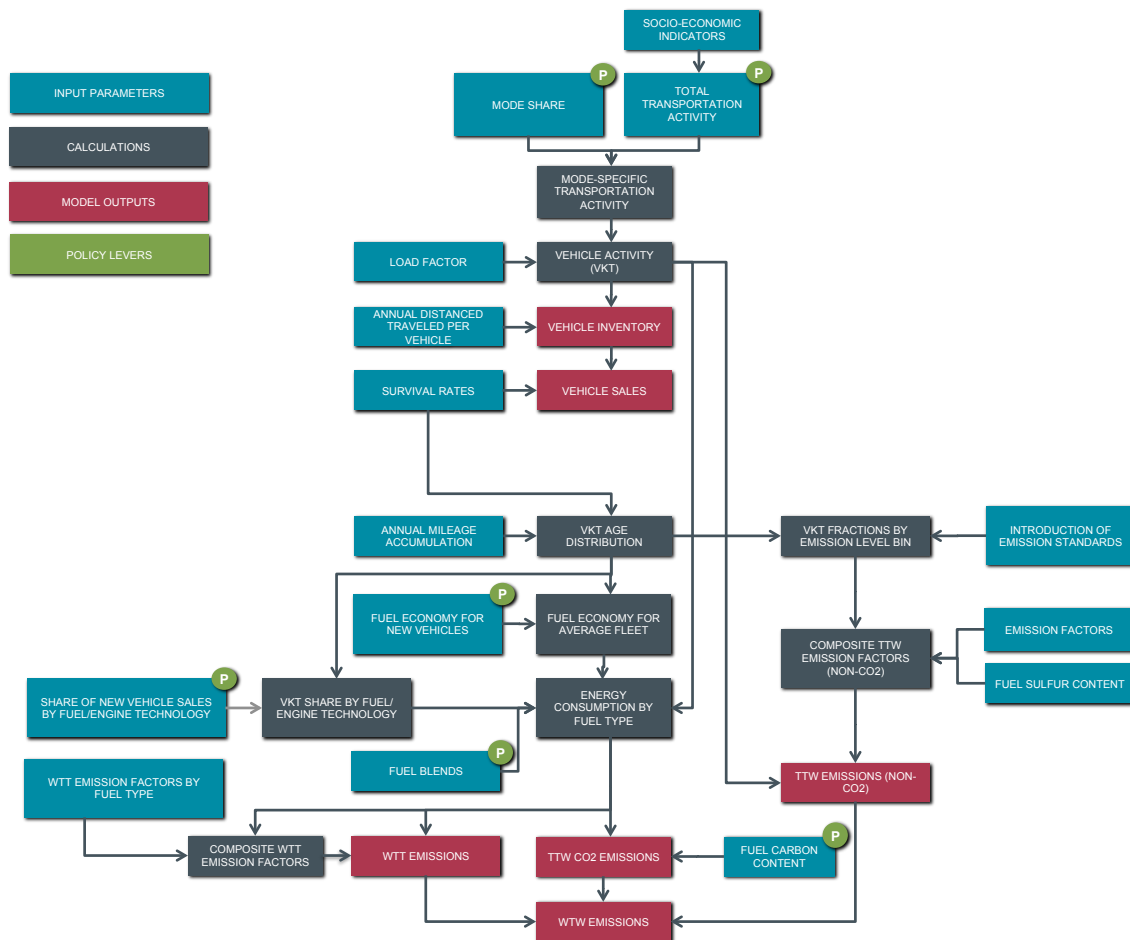 SOCIO-ECONOMIC
INDICATORS
P
P
INPUT PARAMETERS
MODE SHARE
TOTAL
TRANSPORTATION
ACTIVITY
CALCULATIONS
MODE-SPECIFIC
TRANSPORTATION
ACTIVITY
MODEL OUTPUTS
POLICY LEVERS
LOAD FACTOR
VEHICLE ACTIVITY
(VKT)
ANNUAL DISTANCED
TRAVELED PER
VEHICLE
VEHICLE INVENTORY
SURVIVAL RATES
VEHICLE SALES
ANNUAL MILEAGE
ACCUMULATION
VKT AGE
DISTRIBUTION
VKT FRACTIONS BY
EMISSION LEVEL BIN
INTRODUCTION OF
EMISSION STANDARDS
P
FUEL ECONOMY FOR
NEW VEHICLES
FUEL ECONOMY FOR
AVERAGE FLEET
COMPOSITE TTW
EMISSION FACTORS
(NON-CO2)
EMISSION FACTORS
FUEL SULFUR CONTENT
P
SHARE OF NEW VEHICLE SALES
BY FUEL/ENGINE TECHNOLOGY
VKT SHARE BY FUEL/
ENGINE TECHNOLOGY
ENERGY
CONSUMPTION BY
FUEL TYPE
P
FUEL BLENDS
WTT EMISSION FACTORS BY
FUEL TYPE
TTW EMISSIONS (NON-
CO2)
P
COMPOSITE WTT
EMISSION FACTORS
WTT EMISSIONS
TTW CO2 EMISSIONS
FUEL CARBON
CONTENT
WTW EMISSIONS